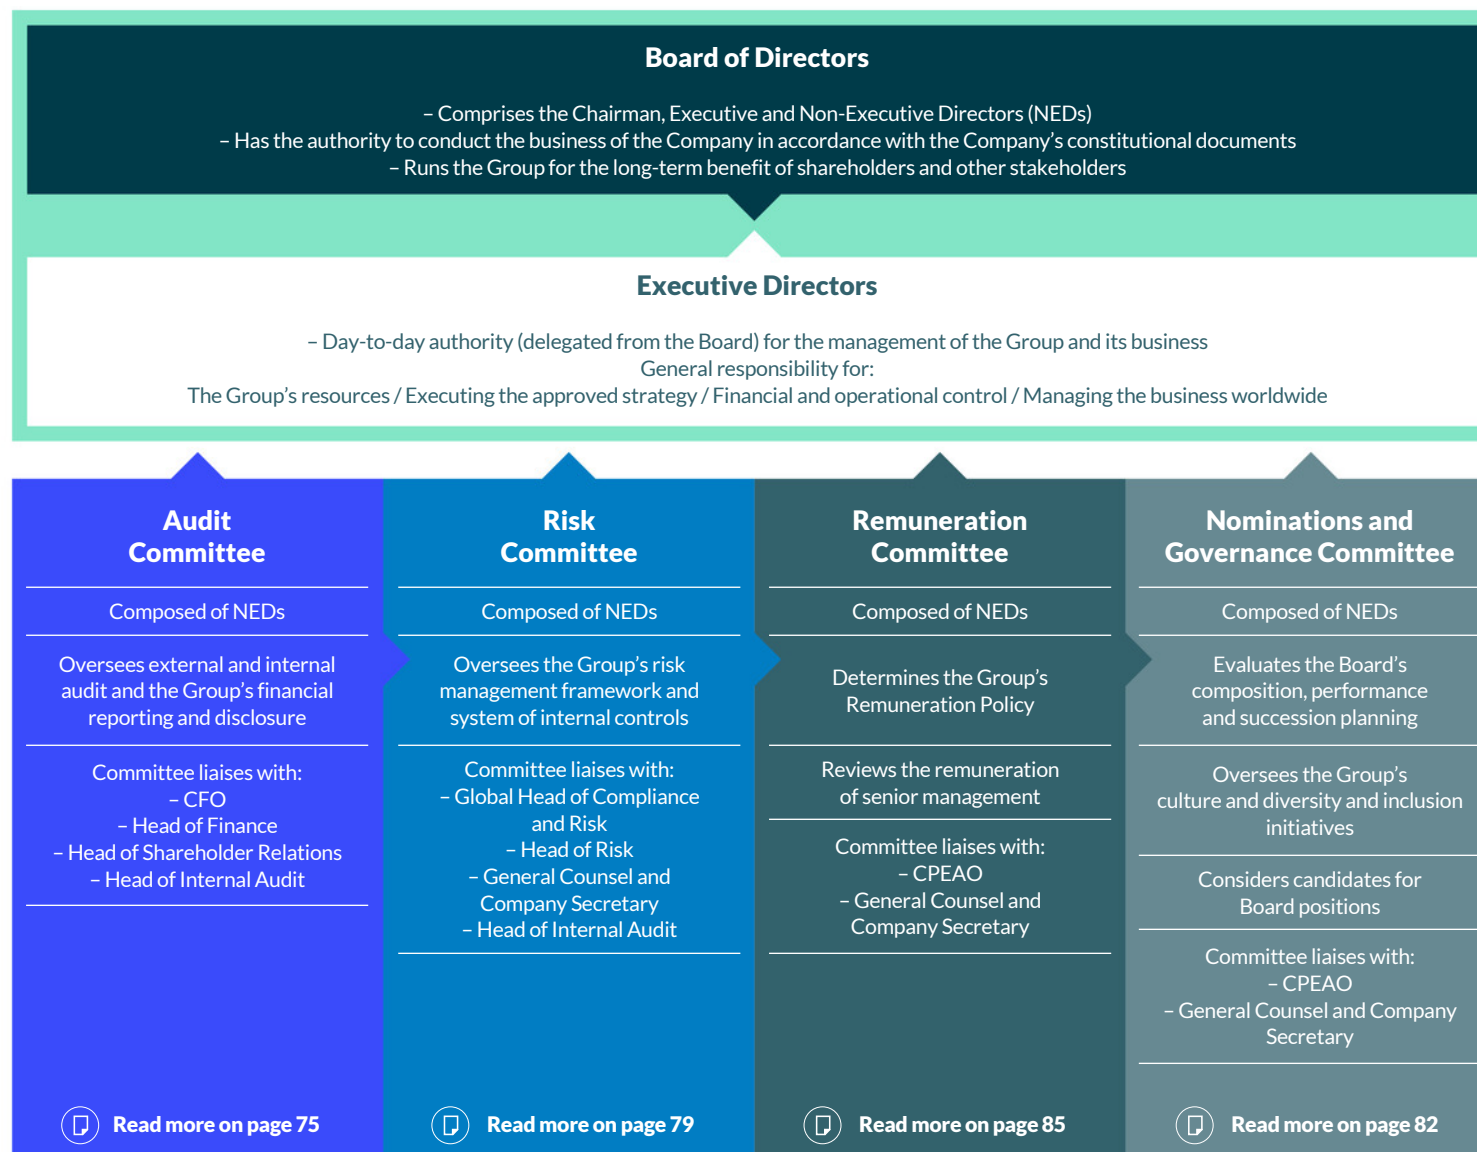 Board of Directors
– Comprises the Chairman, Executive and Non-Executive Directors (NEDs)
– Has the authority to conduct the business of the Company in accordance with the Company’s constitutional documents
– Runs the Group for the long-term benefit of shareholders and other stakeholders
Executive Directors
– Day-to-day authority (delegated from the Board) for the management of the Group and its business
General responsibility for:
The Group’s resources / Executing the approved strategy / Financial and operational control / Managing the business worldwide
Audit
Committee
Composed of NEDs
Oversees external and internal
audit and the Group’s financial
reporting and disclosure
Committee liaises with:
– CFO
– Head of Finance
– Head of Shareholder Relations
– Head of Internal Audit
Read more on page 75
Risk
Committee
Composed of NEDs
Oversees the Group’s risk
management framework and
system of internal controls
Committee liaises with:
– Global Head of Compliance
and Risk
– Head of Risk
– General Counsel and
Company Secretary
– Head of Internal Audit
Read more on page 79
Remuneration
Committee
Composed of NEDs
Determines the Group’s
Remuneration Policy
Reviews the remuneration
of senior management
Committee liaises with:
– CPEAO
– General Counsel and
Company Secretary
Read more on page 85
Nominations and
Governance Committee
Composed of NEDs
Evaluates the Board’s
composition, performance
and succession planning
Oversees the Group’s
culture and diversity and inclusion
initiatives
Considers candidates for
Board positions
Committee liaises with:
– CPEAO
– General Counsel and Company
Secretary
Read more on page 82